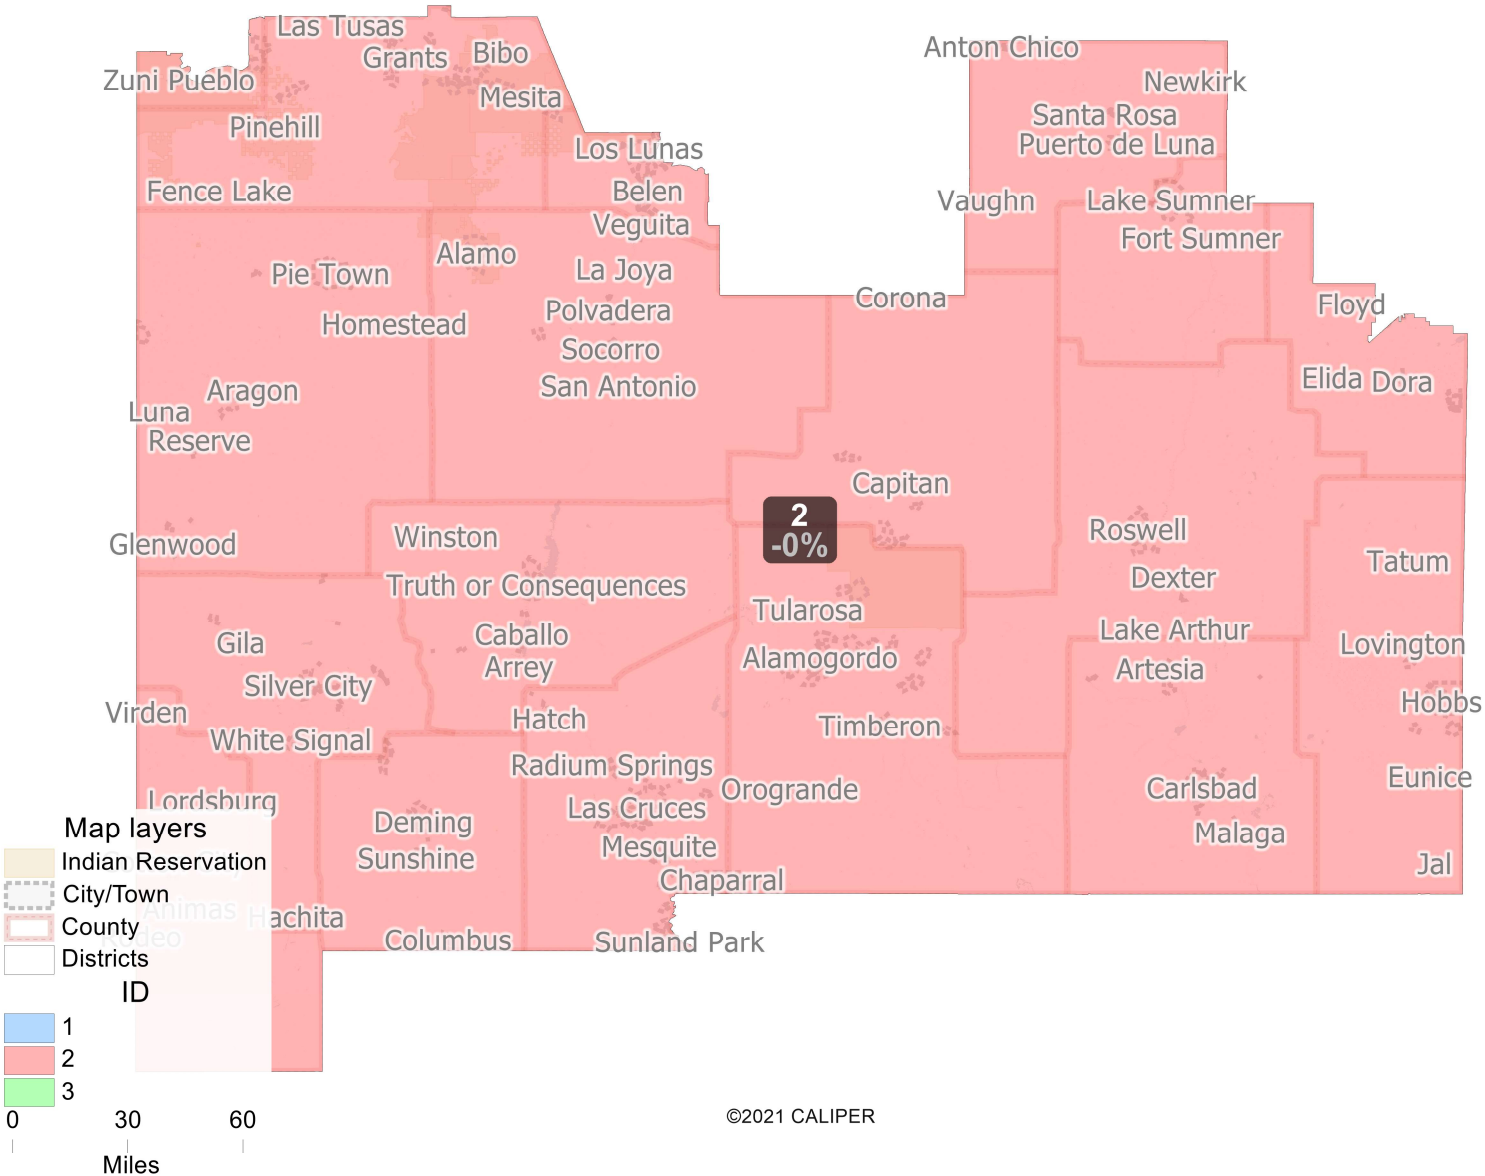 Las Tusas
Anton Chico
Grants
Bibo
Zuni Pueblo
Newkirk
Mesita
Santa Rosa
Pinehill
Puerto de Luna
Los Lunas
Fence Lake
Belen
Vaughn
Lake Sumner
Veguita
Fort Sumner
Alamo
Pie Town
La Joya
Corona
Floyd
Polvadera
Homestead
Socorro
Elida
Dora
San Antonio
Aragon
Luna
Reserve
Capitan
2
-0%
Winston
Roswell
Glenwood
Tatum
Dexter
Truth or Consequences
Tularosa
Lake Arthur
Caballo
Gila
Lovington
Alamogordo
Arrey
Artesia
Silver City
Hobbs
Virden
Hatch
Timberon
White Signal
Radium Springs
Eunice
Orogrande
Carlsbad
Lordsburg
Las Cruces
Deming
Malaga
Mesquite
Sunshine
Jal
Chaparral
Animas
Hachita
Rodeo
Columbus
Sunland Park
Map layers
Indian Reservation
City/Town
County
Districts
ID
1
2
3
0 30 60
Miles
©2021 CALIPER